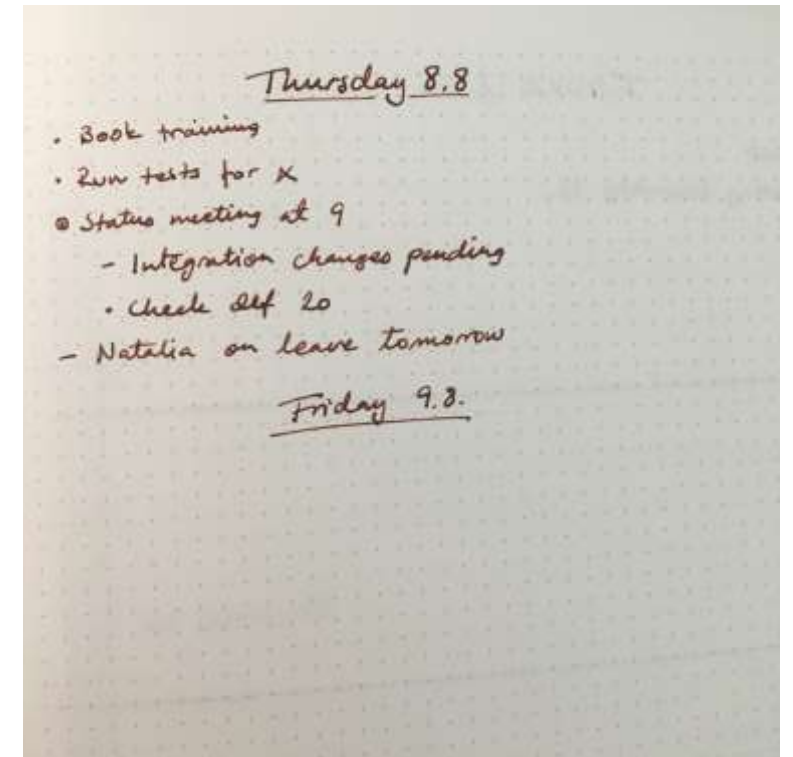 Thursday 8.8
· Book training
· Run tests for x
⊙ Status meeting at 9
- Integration changes pending
· Check def 20
- Natalia on leave tomorrow
Friday 9.8.